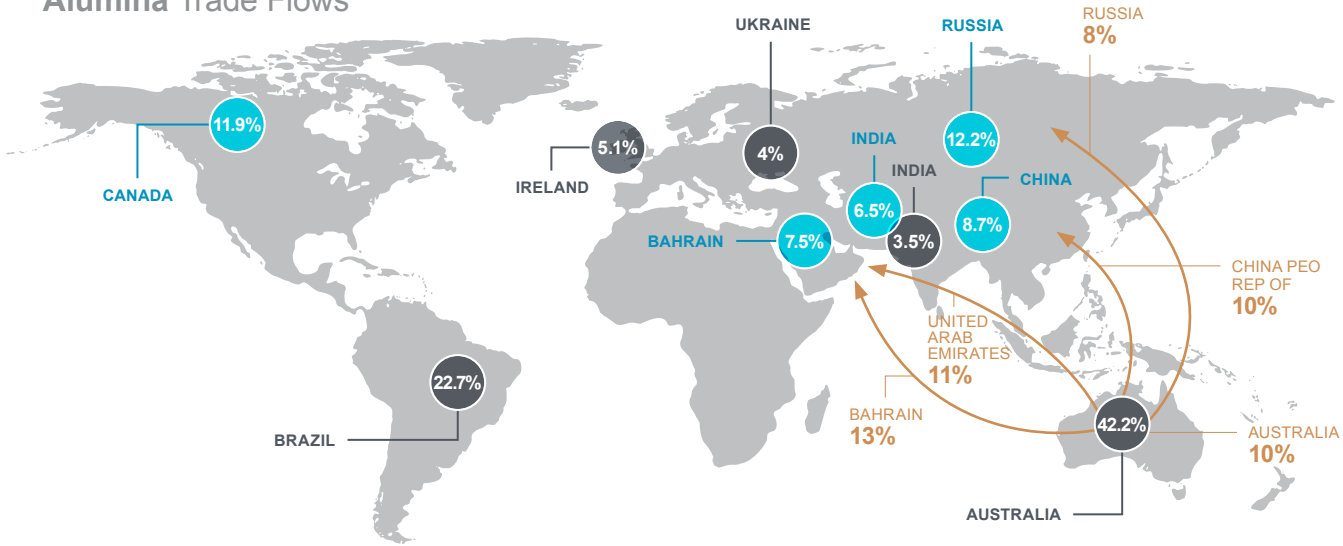 Alumina Trade Flows
RUSSIA
8%
UKRAINE
RUSSIA
11.9%
5.1%
4%
INDIA
12.2%
INDIA
IRELAND
CHINA
CANADA
6.5%
8.7%
BAHRAIN
7.5%
3.5%
CHINA PEO
REP OF
10%
UNITED
ARAB
EMIRATES
11%
22.7%
BAHRAIN
13%
42.2%
AUSTRALIA
10%
BRAZIL
AUSTRALIA